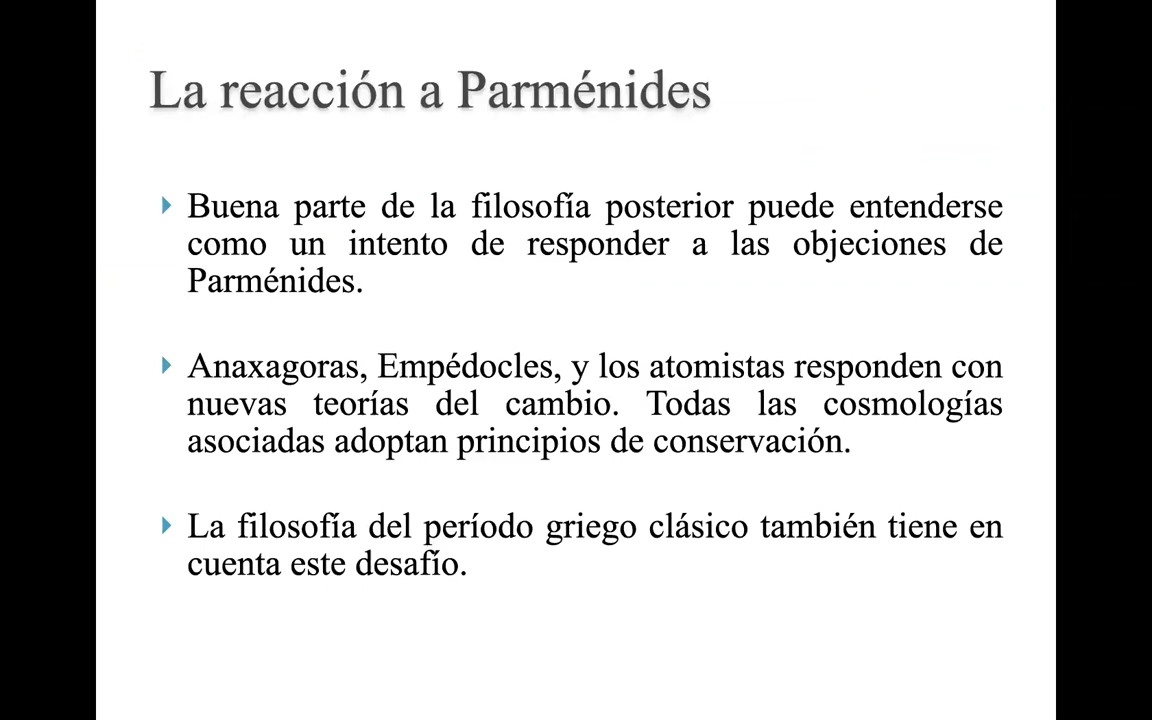 La reacción a Parménides
Buena parte de la filosofía posterior puede entenderse
como un intento de responder a las objeciones de
Parménides.
Anaxagoras, Empédocles, y los atomistas responden con
nuevas teorías del cambio. Todas las cosmologías
asociadas adoptan principios de conservación.
La filosofía del período griego clásico también tiene en
cuenta este desafío.